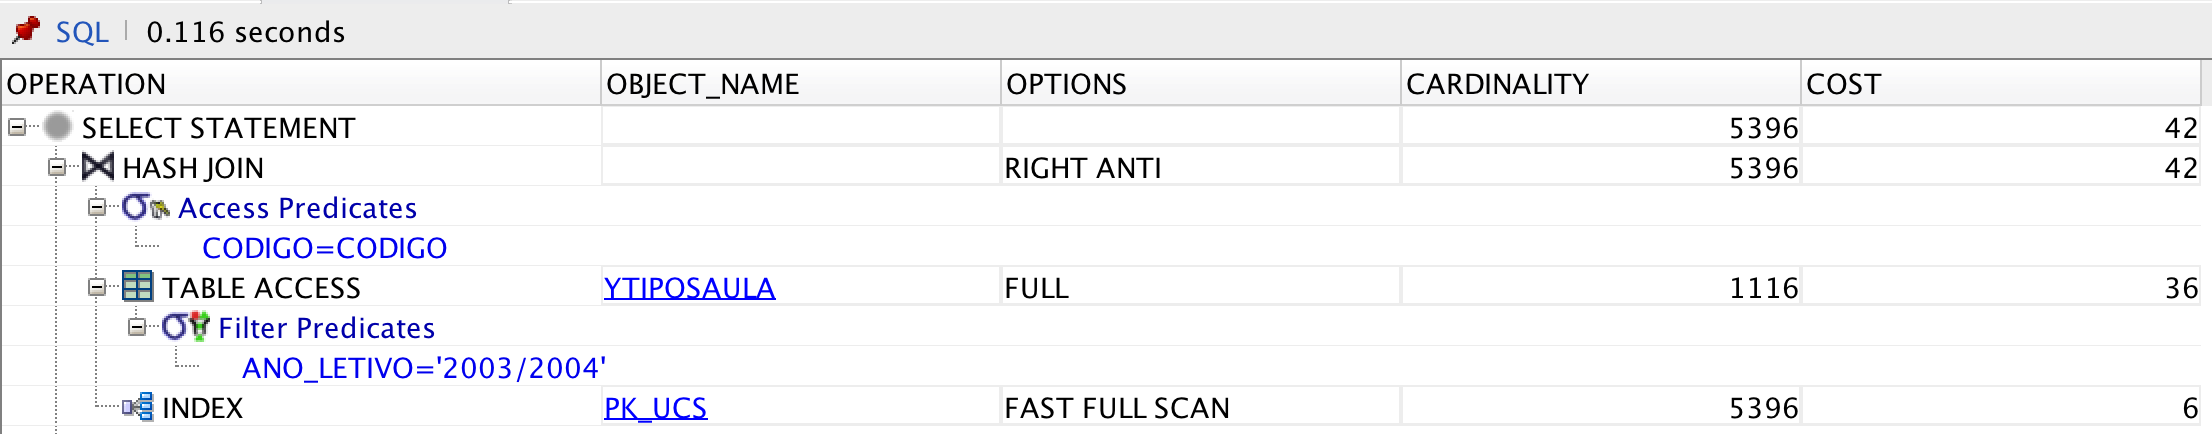 SQL | 0.116 seconds
OPERATION OBJECT_NAME OPTIONS CARDINALITY COST
SELECT STATEMENT 5396 42
HASH JOIN RIGHT ANTI 5396 42
Access Predicates
CODIGO=CODIGO
TABLE ACCESS YTIPOSAULA FULL 1116 36
Filter Predicates
ANO_LETIVO='2003/2004'
INDEX PK_UCS FAST FULL SCAN 5396 6